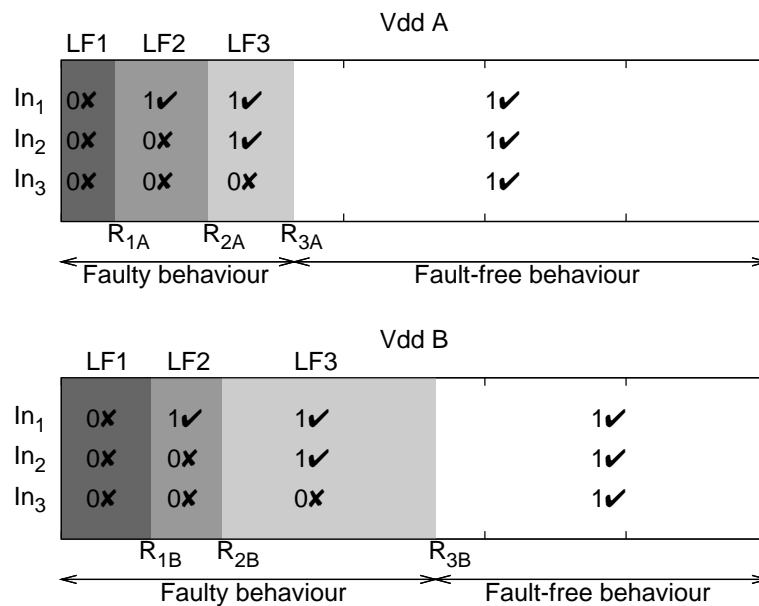 Vdd A
LF1 LF2 LF3
In1 0✘ 1✔ 1✔ 1✔
In2 0✘ 0✘ 1✔ 1✔
In3 0✘ 0✘ 0✘ 1✔
R1A R2A R3A
Faulty behaviour Fault-free behaviour
Vdd B
LF1 LF2 LF3
In1 0✘ 1✔ 1✔ 1✔
In2 0✘ 0✘ 1✔ 1✔
In3 0✘ 0✘ 0✘ 1✔
R1B R2B R3B
Faulty behaviour Fault-free behaviour